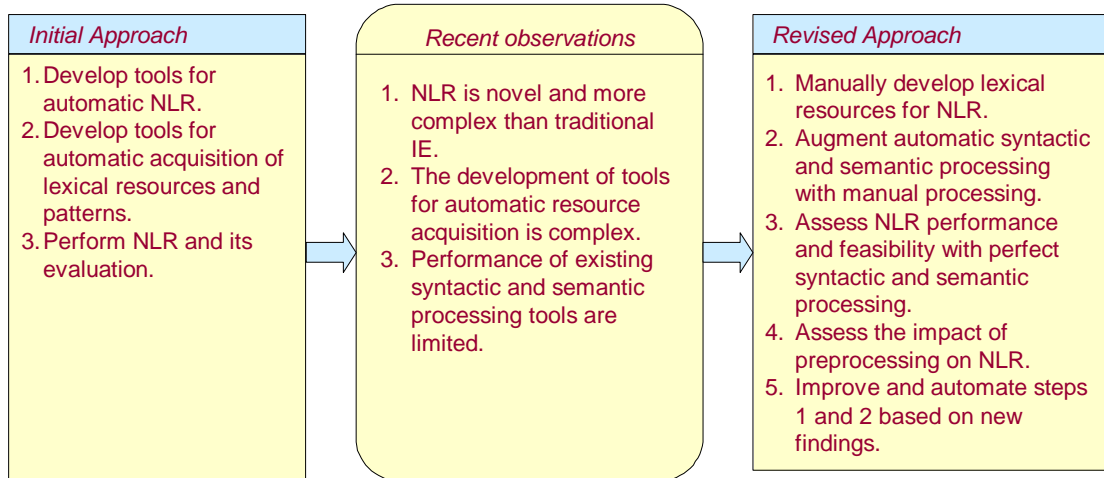 Initial Approach
1. Develop tools for
automatic NLR.
2. Develop tools for
automatic acquisition of
lexical resources and
patterns.
3. Perform NLR and its
evaluation.
Recent observations
1. NLR is novel and more
complex than traditional
IE.
2. The development of tools
for automatic resource
acquisition is complex.
3. Performance of existing
syntactic and semantic
processing tools are
limited.
Revised Approach
1. Manually develop lexical
resources for NLR.
2. Augment automatic syntactic
and semantic processing
with manual processing.
3. Assess NLR performance
and feasibility with perfect
syntactic and semantic
processing.
4. Assess the impact of
preprocessing on NLR.
5. Improve and automate steps
1 and 2 based on new
findings.